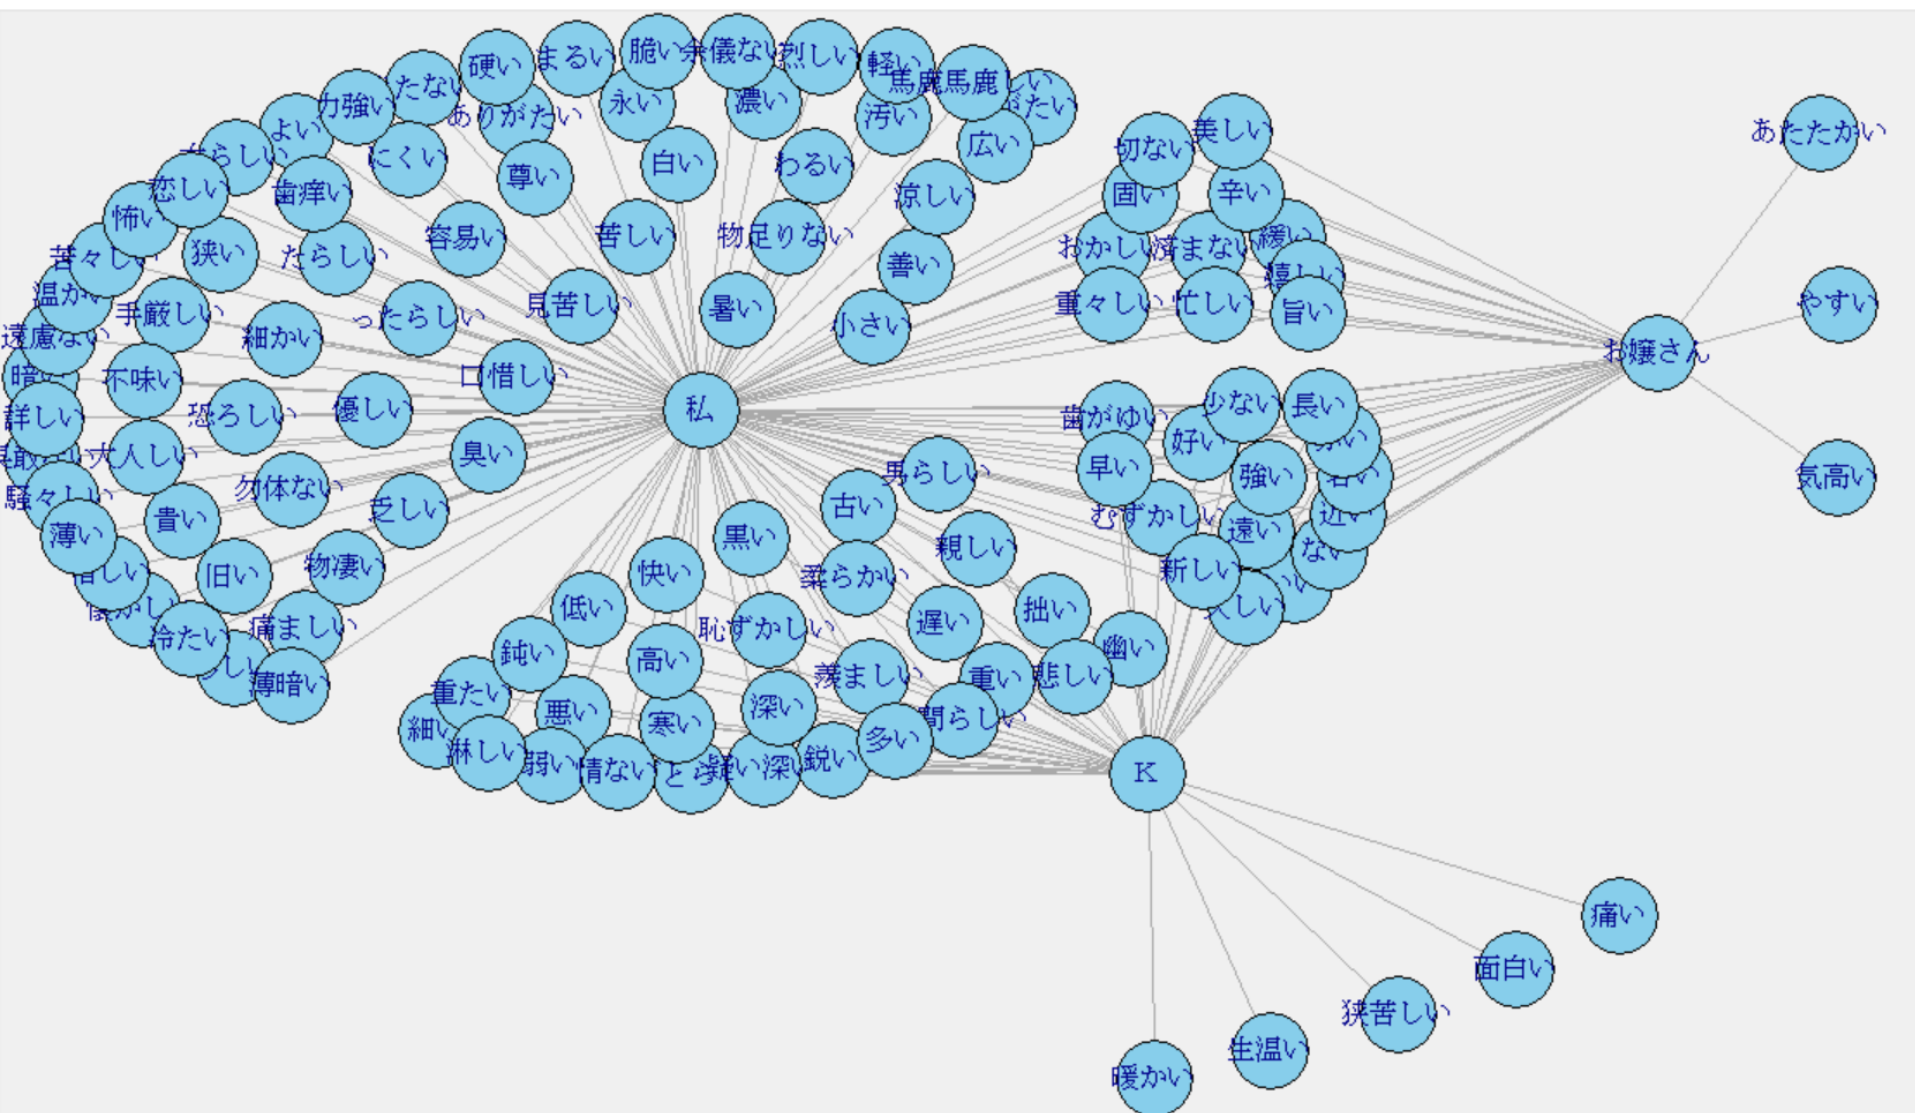 硬い
まるい
脆い
余儀ない
烈しい
軽い
馬鹿馬鹿しい
がたい
力強い
たない
ありがたい
永い
濃い
汚い
広い
よい
にくい
尊い
白い
わるい
涼しい
恋しい
歯痒い
容易い
苦しい
物足りない
善い
怖い
狭い
たらしい
苦々しい
温かい
手厳しい
ったらしい
見苦しい
暑い
小さい
遠慮ない
細かい
不味い
口惜しい
詳しい
恐ろしい
優しい
私
大人しい
臭い
騒々しい
勿体ない
貴い
乏しい
薄い
旧い
物凄い
冷たい
痛ましい
薄暗い
美しい
切ない
固い
辛い
おかしい
済まない
緩い
嬉しい
重々しい
忙しい
旨い
あたたかい
やすい
お嬢さん
気高い
歯がゆい
少ない
長い
好い
早い
強い
むずかしい
遠い
近い
ない
新しい
男らしい
古い
黒い
親しい
快い
柔らかい
低い
恥ずかしい
遅い
拙い
鈍い
高い
羨ましい
重い
悲しい
幽い
重たい
悪い
寒い
深い
間らしい
多い
細い
淋しい
弱い
情ない
鋭い
K
痛い
面白い
狭苦しい
生温い
暖かい